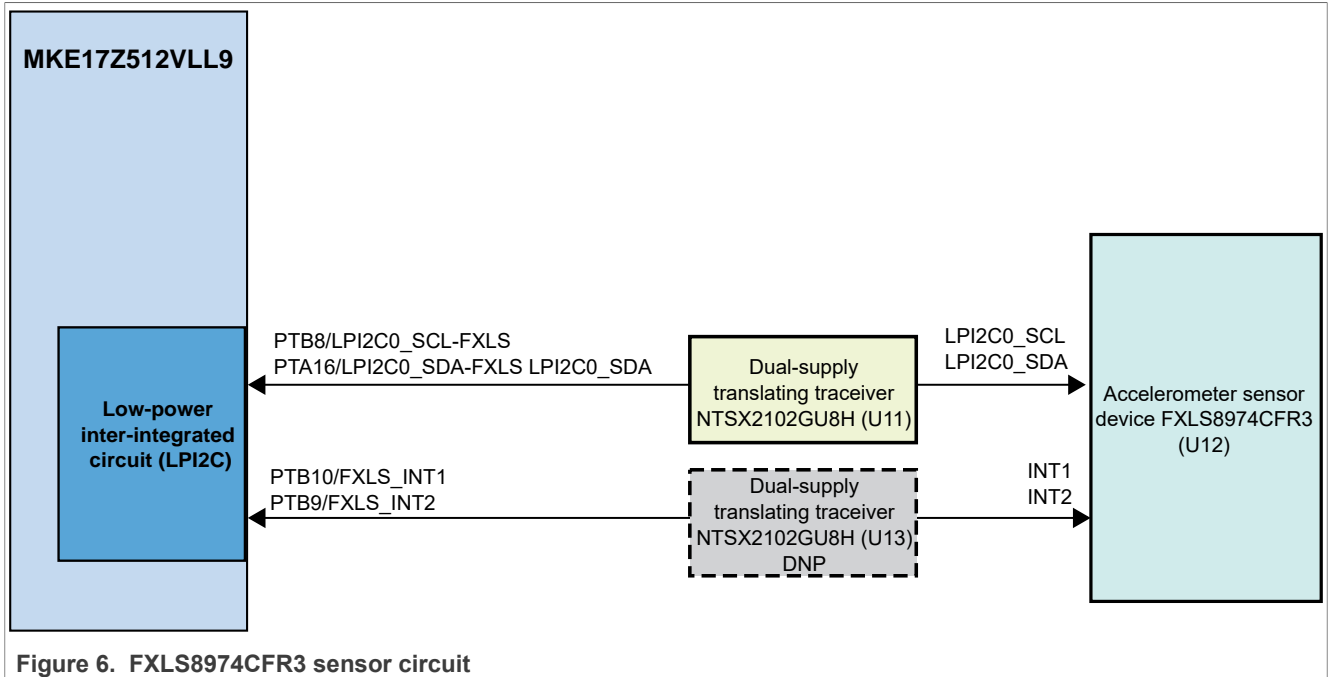 MKE17Z512VLL9
PTB8/LPI2C0_SCL-FXLS
PTA16/LPI2C0_SDA-FXLS LPI2C0_SDA
Low-power
inter-integrated
circuit (LPI2C)
PTB10/FXLS_INT1
PTB9/FXLS_INT2
Dual-supply
translating traceiver
NTSX2102GU8H (U11)
Dual-supply
translating traceiver
NTSX2102GU8H (U13)
DNP
LPI2C0_SCL
LPI2C0_SDA
INT1
INT2
Accelerometer sensor
device FXLS8974CFR3
(U12)
Figure 6. FXLS8974CFR3 sensor circuit